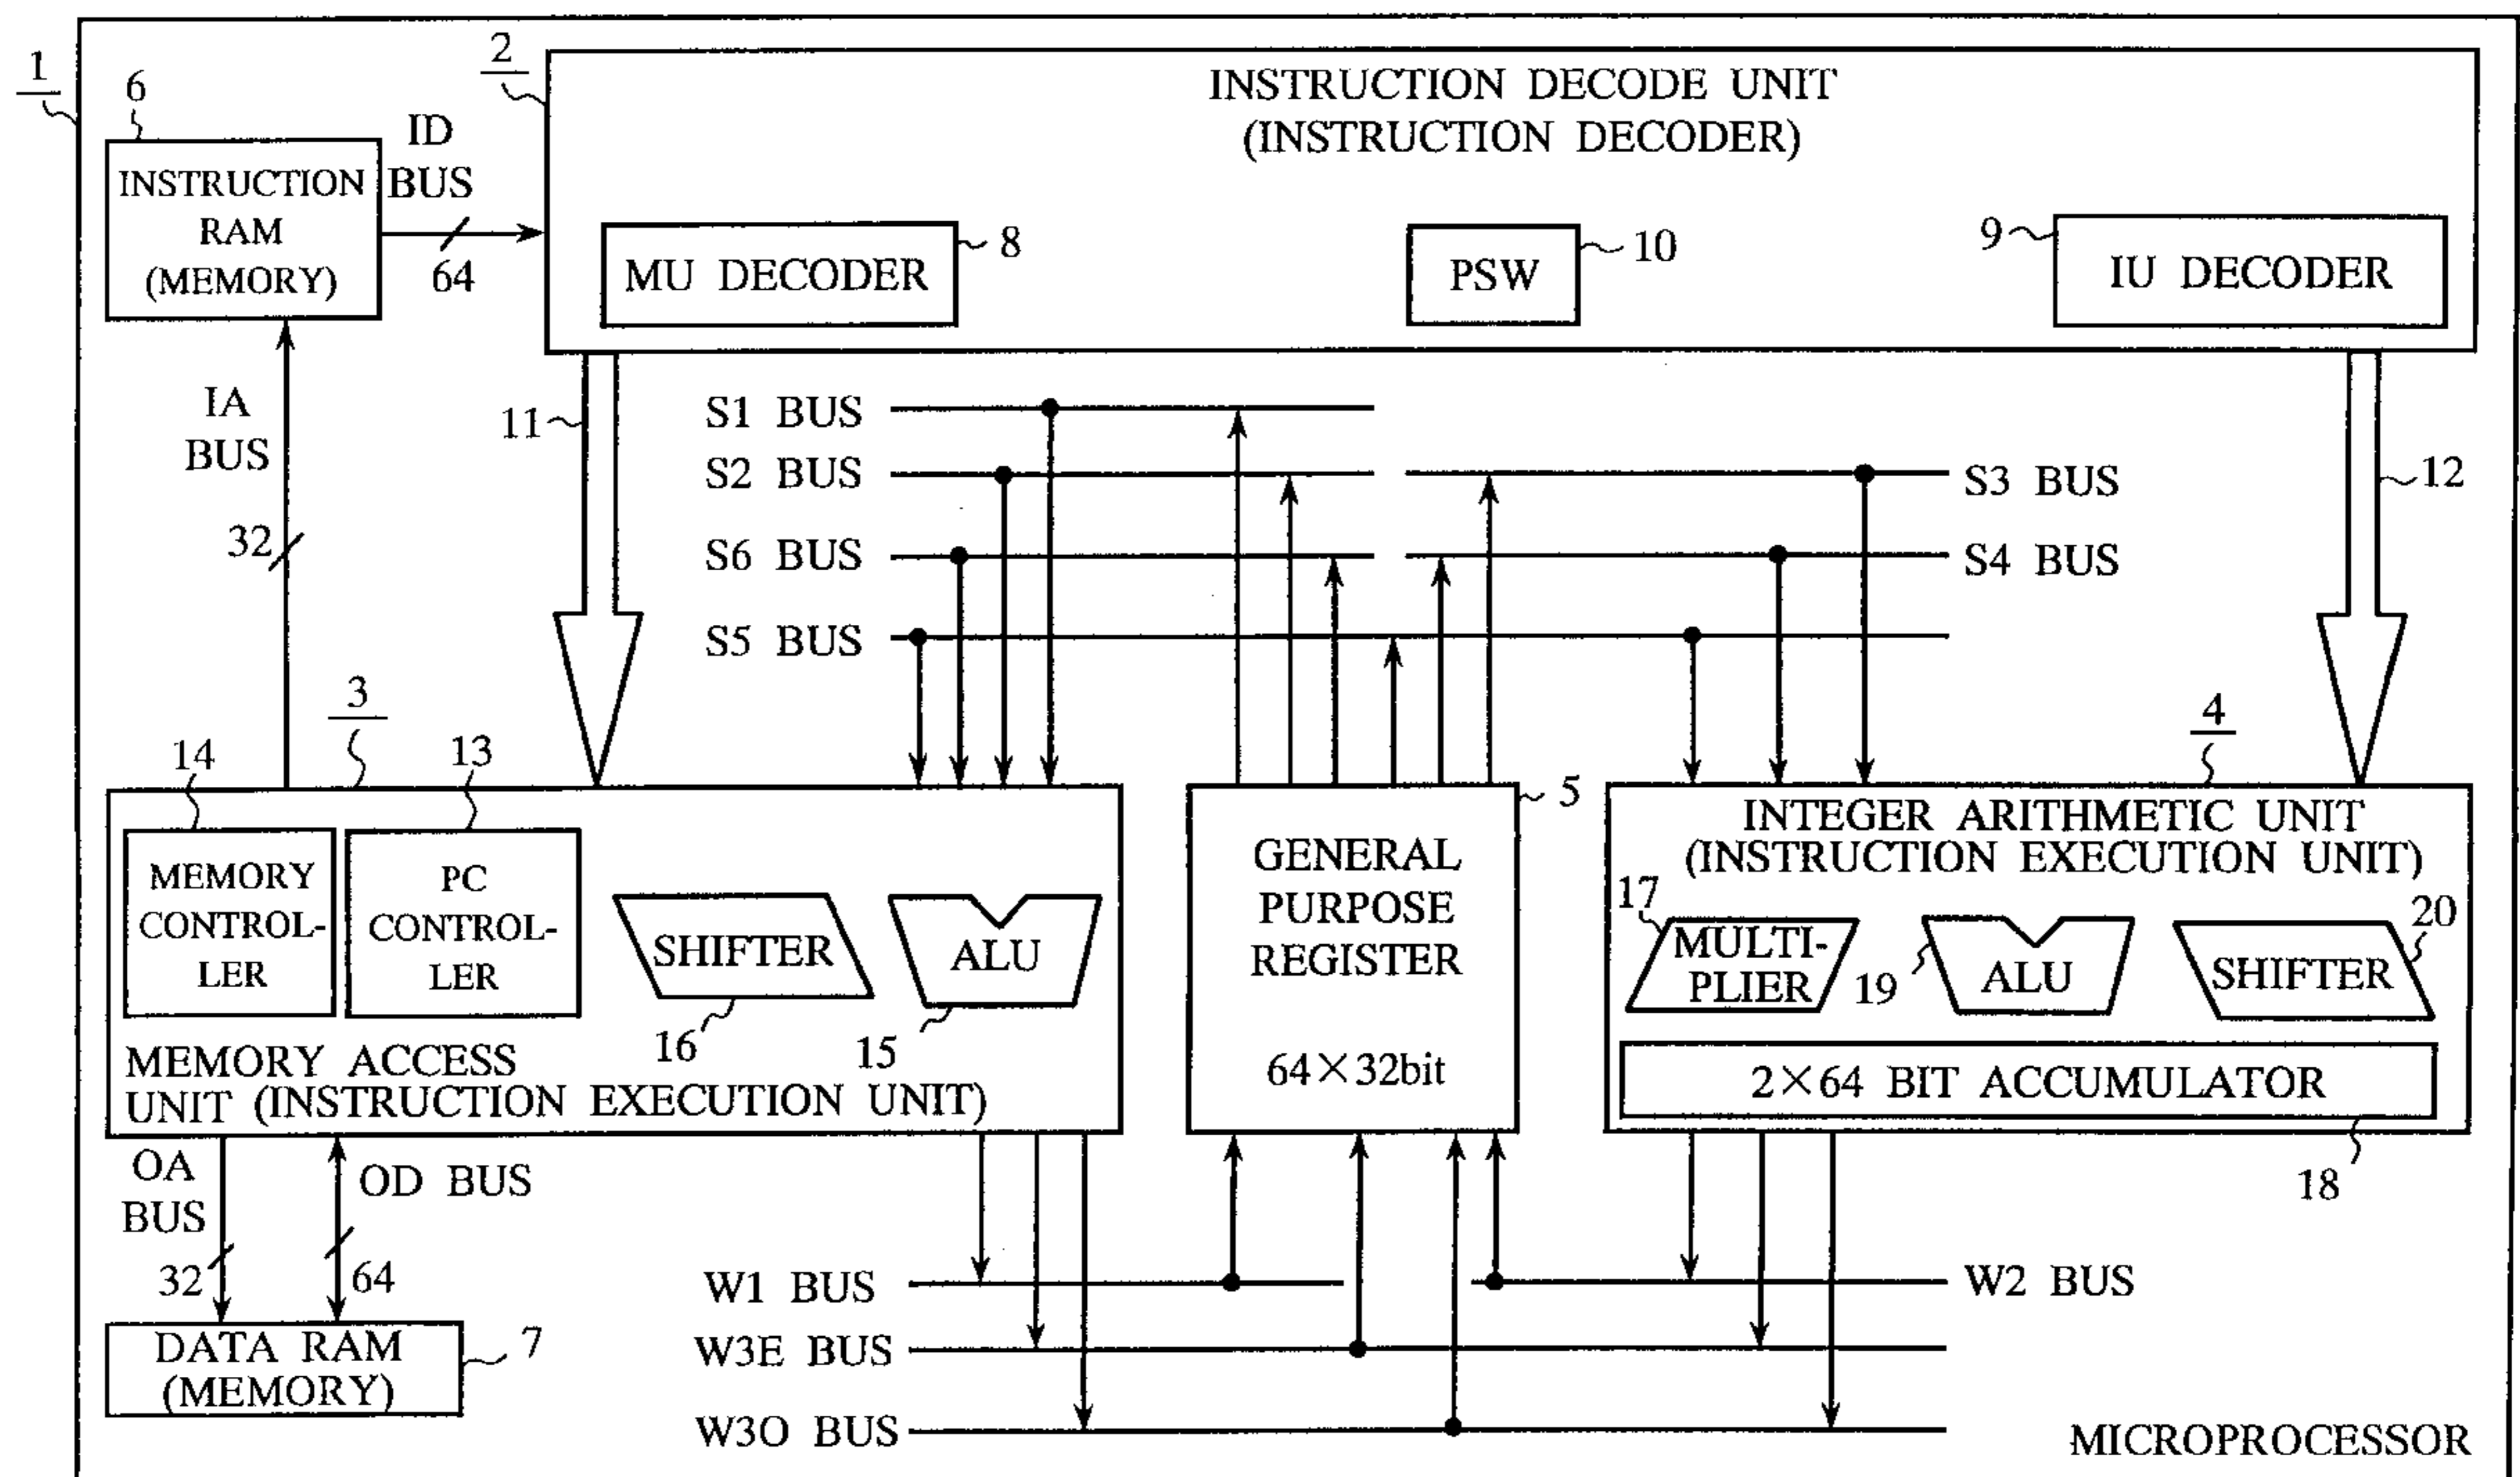 1
2
INSTRUCTION DECODE UNIT
(INSTRUCTION DECODER)
6
ID
BUS
INSTRUCTION
RAM
(MEMORY)
64
MU DECODER
8
PSW
10
9
IU DECODER
IA
BUS
32
11
12
S1 BUS
S2 BUS
S3 BUS
S6 BUS
S4 BUS
S5 BUS
3
4
14
13
5
MEMORY
CONTROL-
LER
PC
CONTROL-
LER
SHIFTER
16
ALU
15
MEMORY ACCESS
UNIT (INSTRUCTION EXECUTION UNIT)
GENERAL
PURPOSE
REGISTER
64×32bit
INTEGER ARITHMETIC UNIT
(INSTRUCTION EXECUTION UNIT)
17
MULTI-
PLIER
19
ALU
20
SHIFTER
2×64 BIT ACCUMULATOR
18
OA
BUS
32
OD BUS
64
DATA RAM
(MEMORY)
7
W1 BUS
W2 BUS
W3E BUS
W3O BUS
MICROPROCESSOR